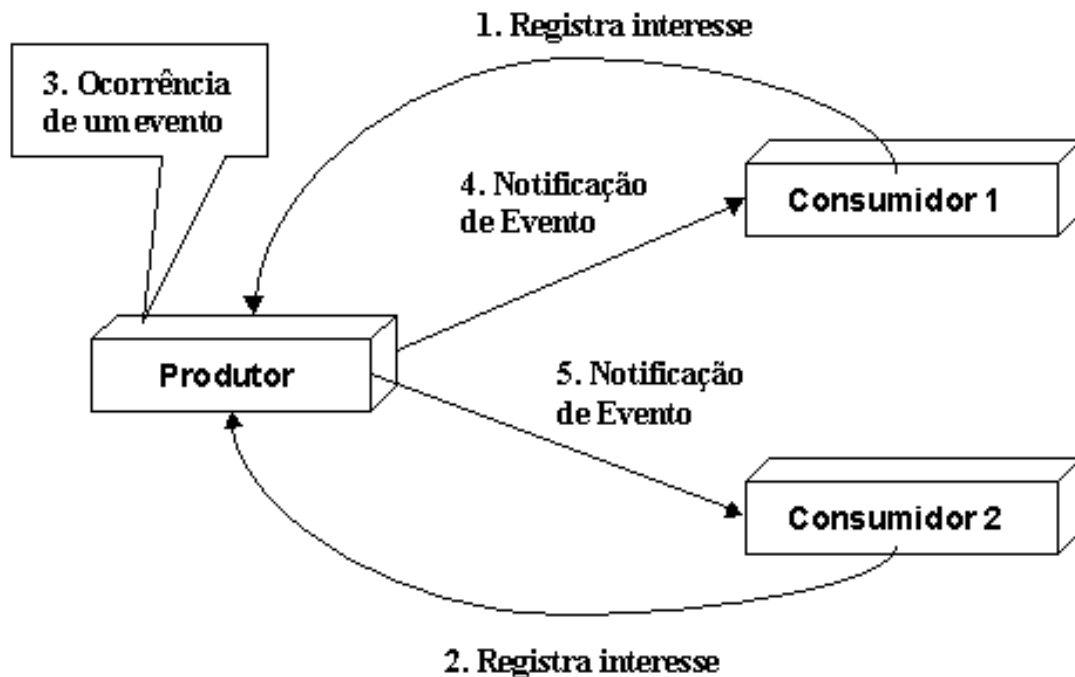 1. Registra interesse
3. Ocorrência
de um evento
4. Notificação
de Evento
Consumidor 1
Produtor
5. Notificação
de Evento
Consumidor 2
2. Registra interesse